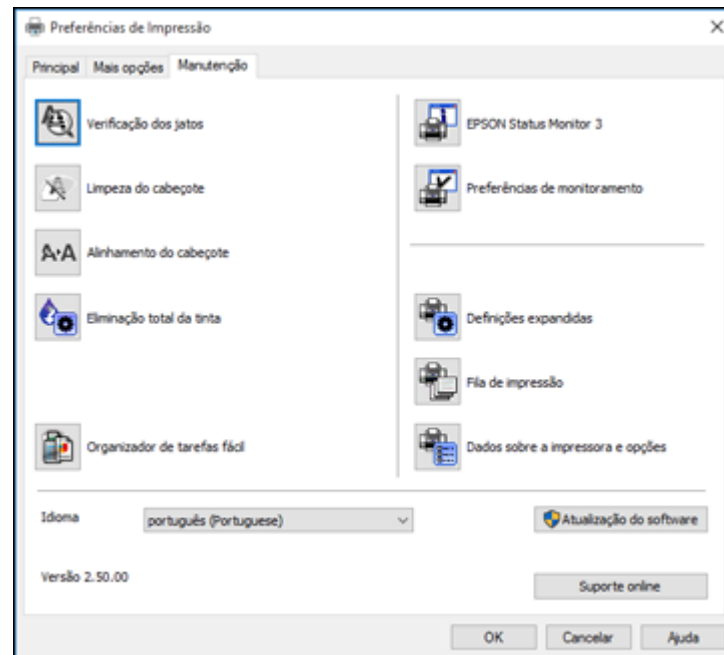 Preferências de Impressão
Principal Mais opções Manutenção
Verificação dos jatos
EPSON Status Monitor 3
Limpeza do cabeçote
Preferências de monitoramento
A·A
Alinhamento do cabeçote
Eliminação total da tinta
Definições expandidas
Fila de impressão
Organizador de tarefas fácil
Dados sobre a impressora e opções
Idioma
português (Portuguese)
Atualização do software
Versão 2.50.00
Suporte online
OK Cancelar Ajuda